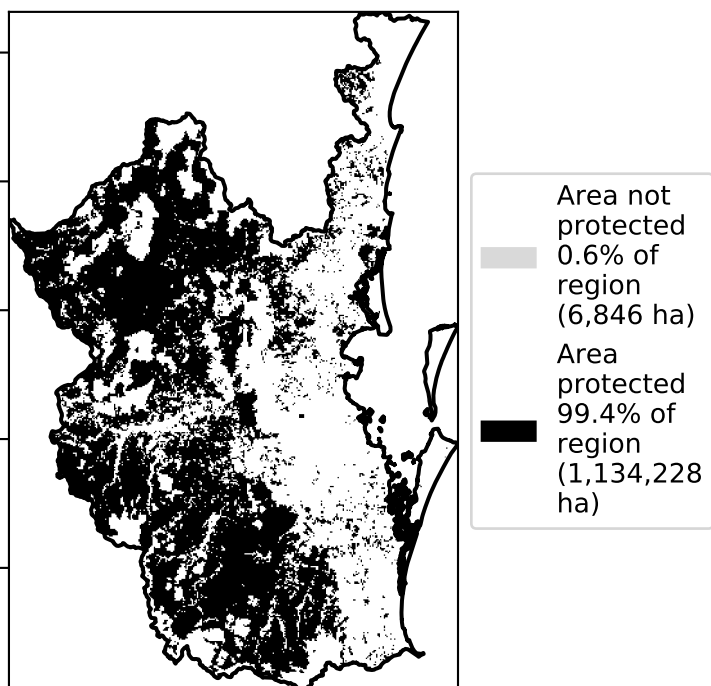 Area not
protected
0.6% of
region
(6,846 ha)
Area
protected
99.4% of
region
(1,134,228
ha)